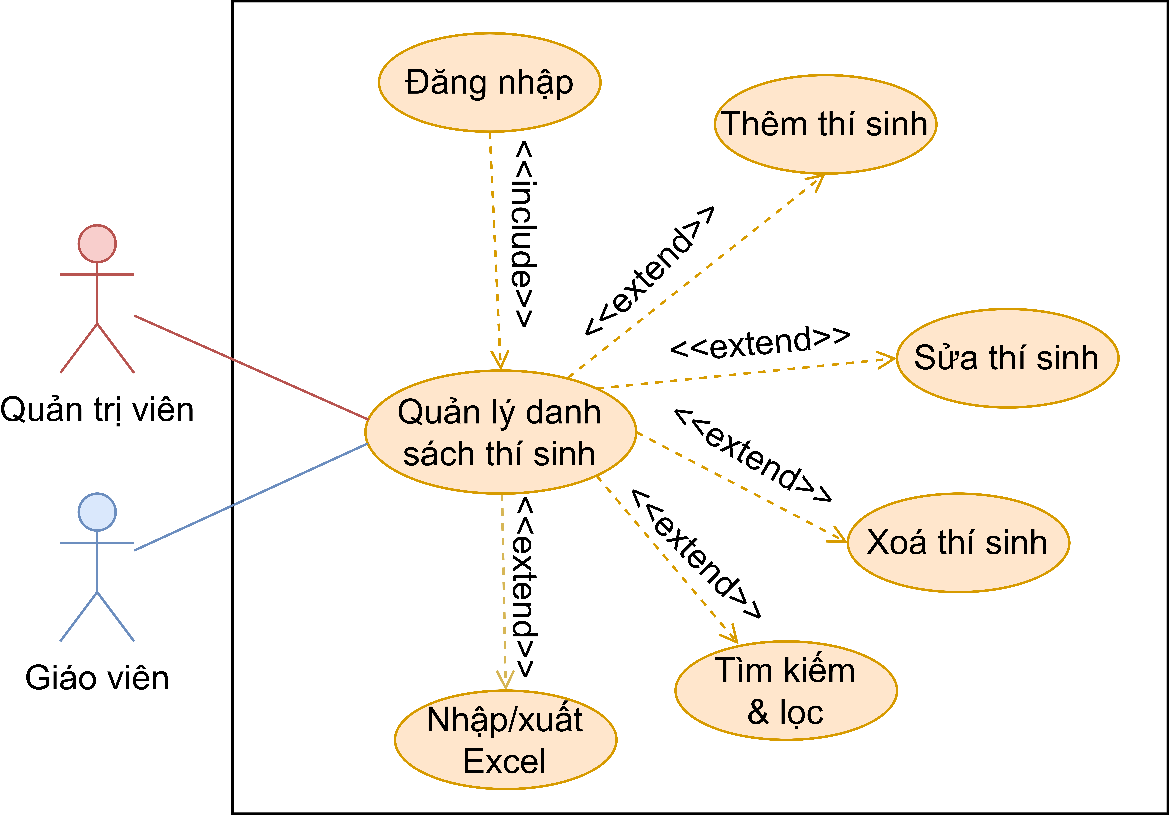 Đăng nhập
Thêm thí sinh
<<include>>
<<extend>>
<<extend>>
Sửa thí sinh
Quản trị viên
Quản lý danh
sách thí sinh
<<extend>>
Xoá thí sinh
<<extend>>
<<extend>>
Giáo viên
Tìm kiếm
& lọc
Nhập/xuất
Excel